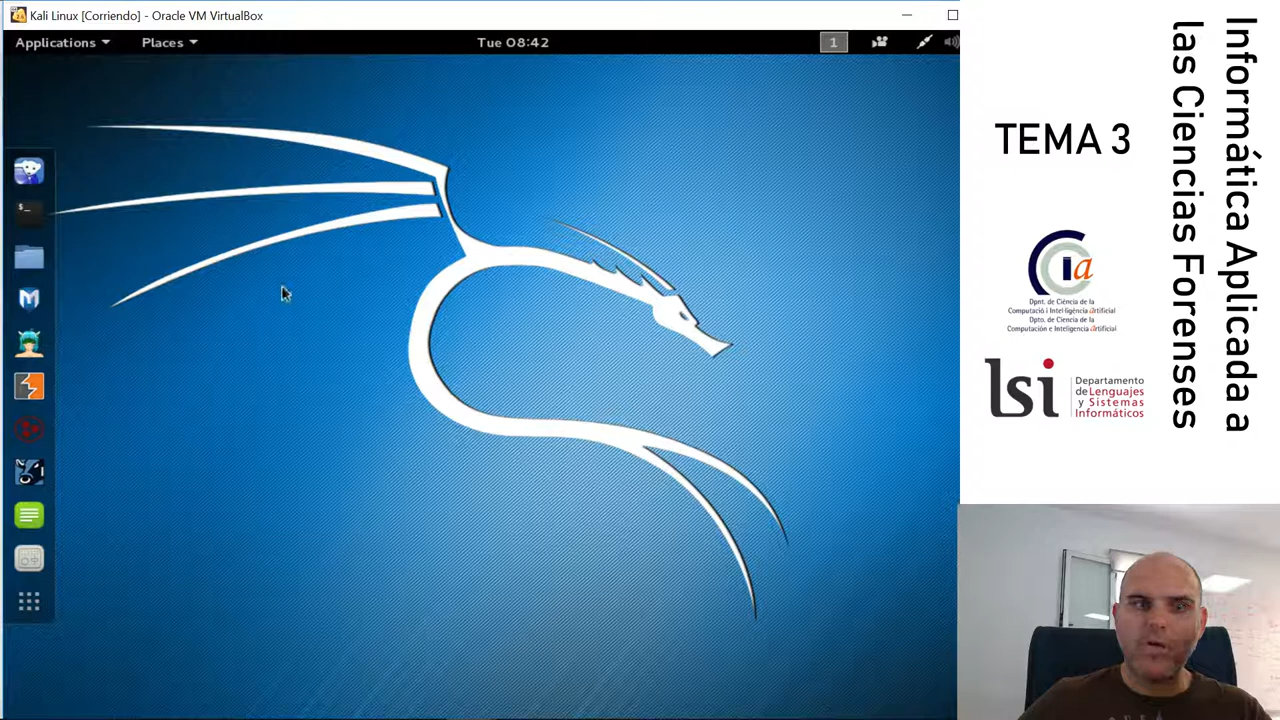 Kali Linux [Corriendo] - Oracle VM VirtualBox
Applications
Places
Tue 08:42
1
$_
TEMA 3
Informática Aplicada a
las Ciencias Forenses
Cia
Dpnt. de Ciència de la
Computació i Intel·ligència artificial
Dpto. de Ciencia de la
Computación e Inteligencia artificial
lsi
Departamento
de Lenguajes
y Sistemas
Informáticos